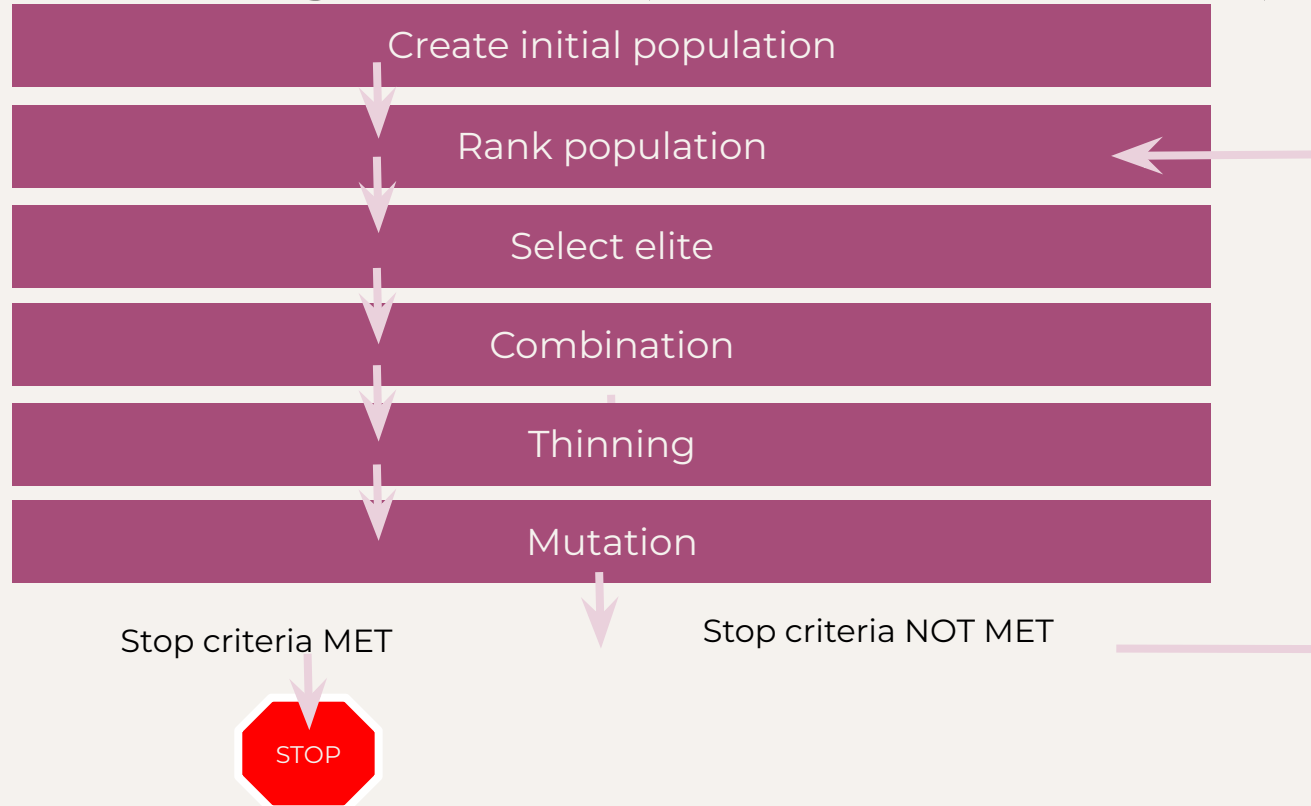 Create initial population
Rank population
Select elite
Combination
Thinning
Mutation
Stop criteria MET
Stop criteria NOT MET
STOP